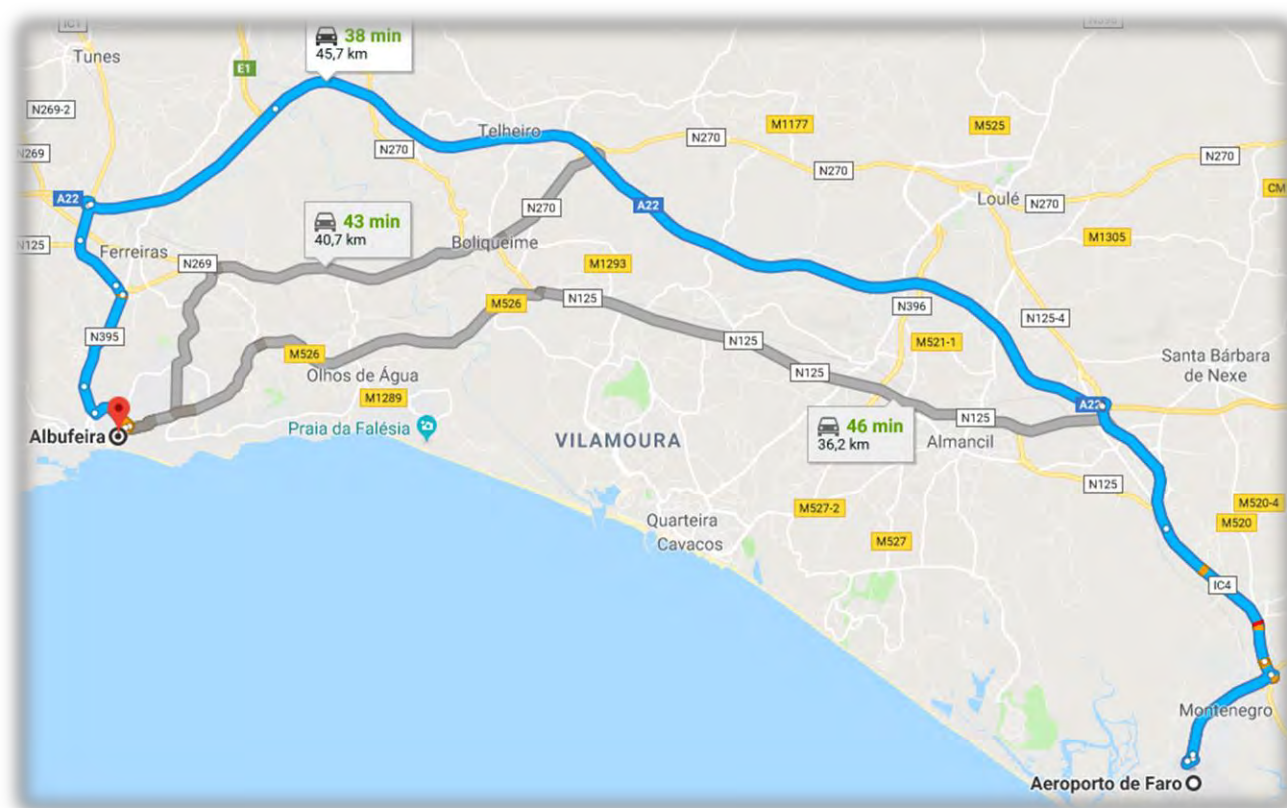 N390
IC1
Tunes
38 min
45,7 km
E1
N269-2
N269
M1177
M525
N270
Telheiro
N270
N270
N270
A22
N270
A22
N270
Loulé
CM
43 min
40,7 km
N125
Ferreiras
Boliqueime
M1305
N269
M1293
M526
N125
N396
N125-4
N395
M526
N125
M521-1
Santa Bárbara
de Nexe
Olhos de Água
N125
M1289
A22
Albufeira
Praia da Falésia
VILAMOURA
46 min
36,2 km
N125
Almancil
N125
M527-2
M520-4
M520
Quarteira
Cavacos
M527
IC4
Montenegro
Aeroporto de Faro